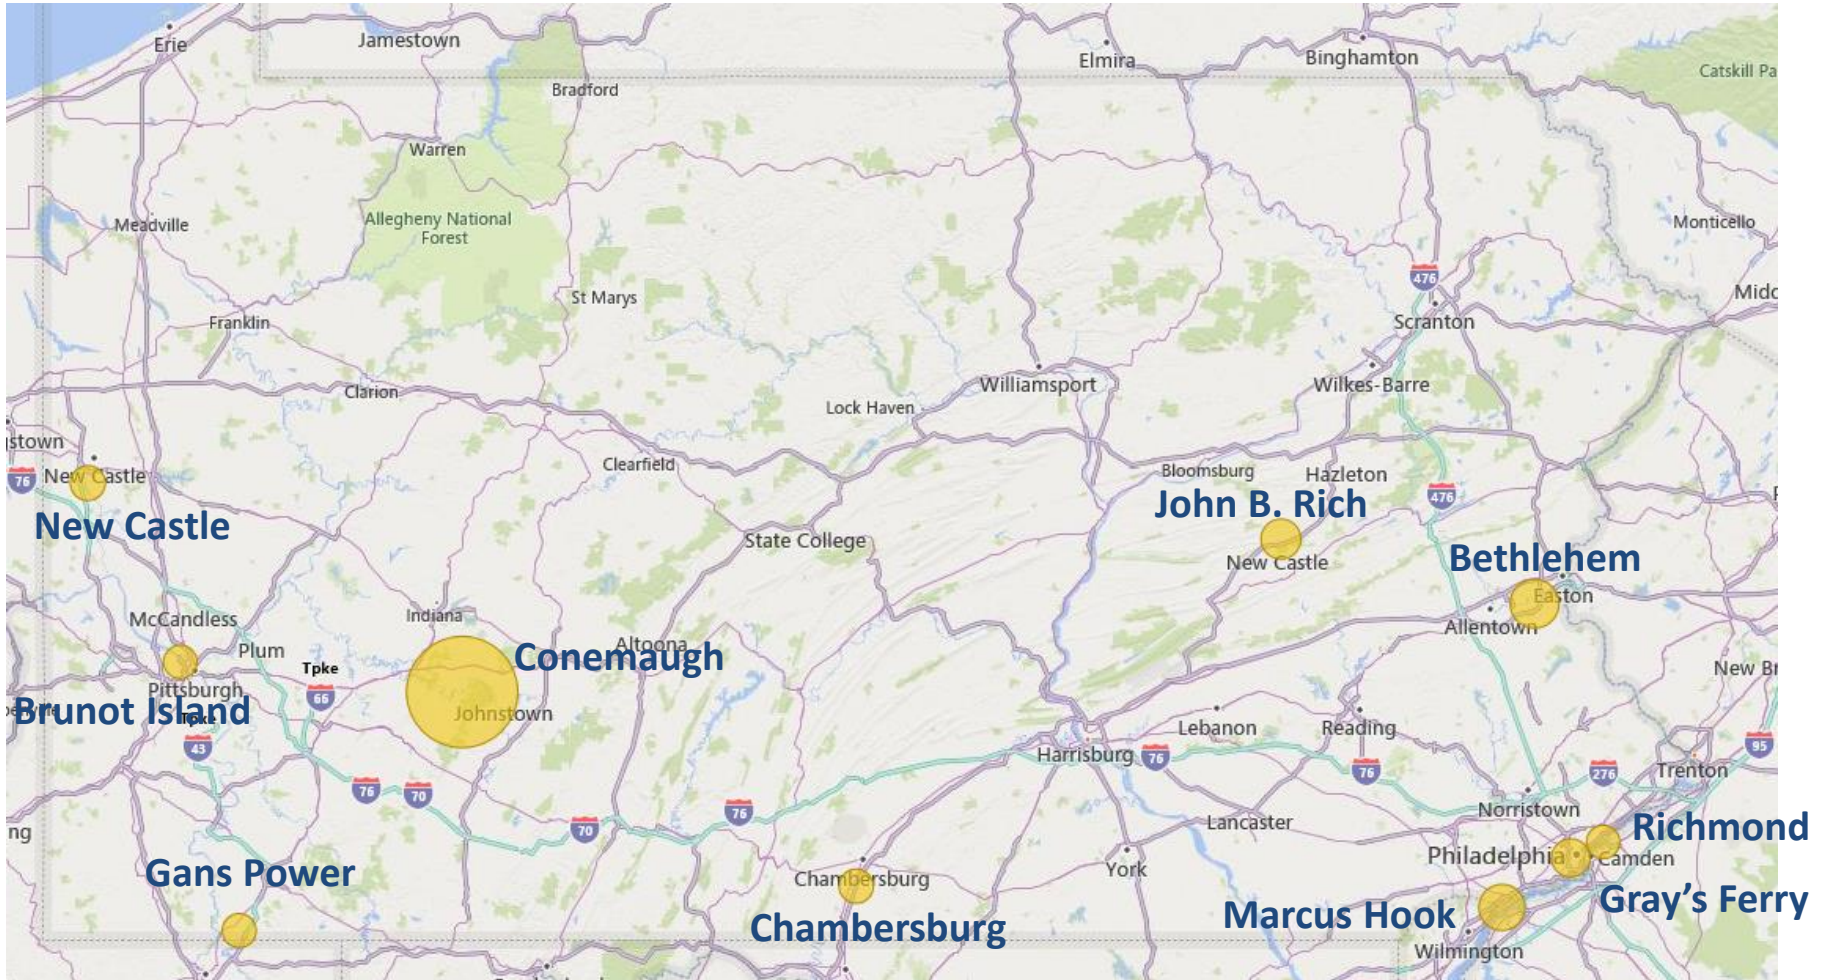 Erie
Jamestown
Elmira
Binghamton
Catskill Pa
Bradford
Warren
Allegheny National
Forest
Meadville
Monticello
476
St Marys
Midd
Franklin
Scranton
Williamsport
Wilkes-Barre
Clarion
Lock Haven
stown
Clearfield
Bloomsburg
Hazleton
76
New Castle
476
John B. Rich
New Castle
State College
New Castle
Bethlehem
Easton
McCandless
Indiana
Allentown
Plum
Altoona
Conemaugh
Tpke
New Br
Pittsburgh
66
Brunot Island
Tpke
Johnstown
Lebanon
Reading
43
Harrisburg
76
76
276
95
Trenton
76
70
76
70
Norristown
ng
Lancaster
Richmond
Philadelphia
Camden
Gans Power
Chambersburg
York
Gray's Ferry
Marcus Hook
Chambersburg
Wilmington